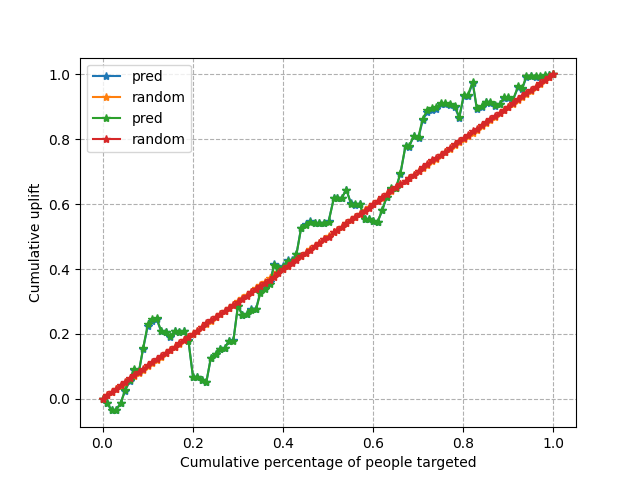 pred
random
pred
random
1.0
0.8
0.6
0.4
0.2
0.0
Cumulative uplift
0.0 0.2 0.4 0.6 0.8 1.0
Cumulative percentage of people targeted